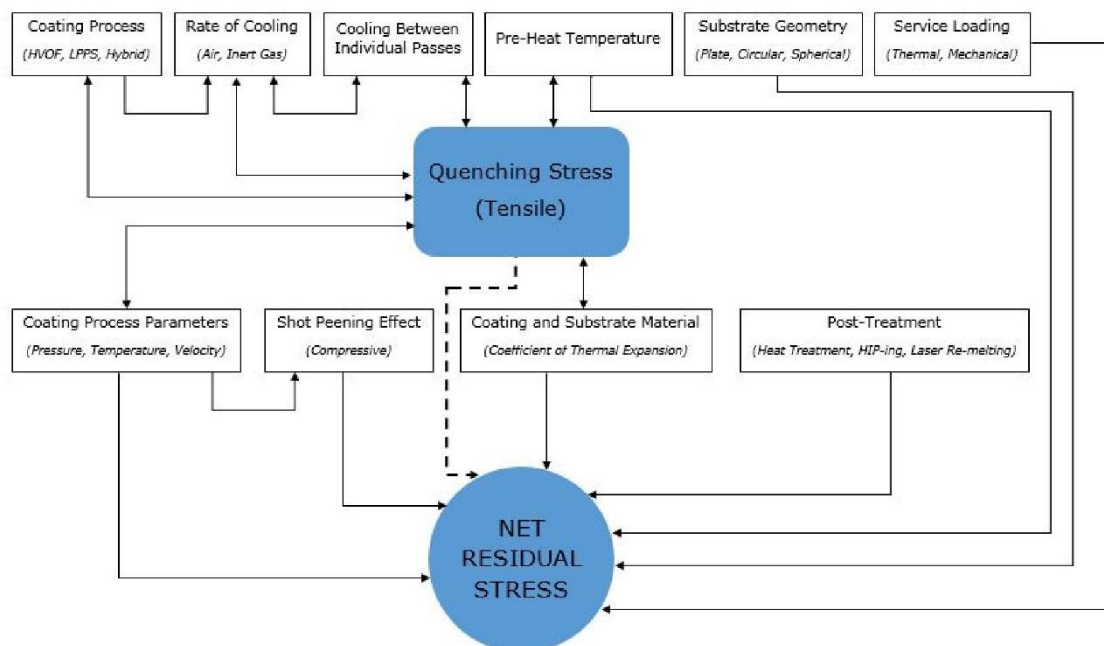 Coating Process
(HVOF, LPPS, Hybrid)
Rate of Cooling
(Air, Inert Gas)
Cooling Between
Individual Passes
Pre-Heat Temperature
Substrate Geometry
(Plate, Circular, Spherical)
Service Loading
(Thermal, Mechanical)
Quenching Stress
(Tensile)
Coating Process Parameters
(Pressure, Temperature, Velocity)
Shot Peening Effect
(Compressive)
Coating and Substrate Material
(Coefficient of Thermal Expansion)
Post-Treatment
(Heat Treatment, HIP-ing, Laser Re-melting)
NET
RESIDUAL
STRESS